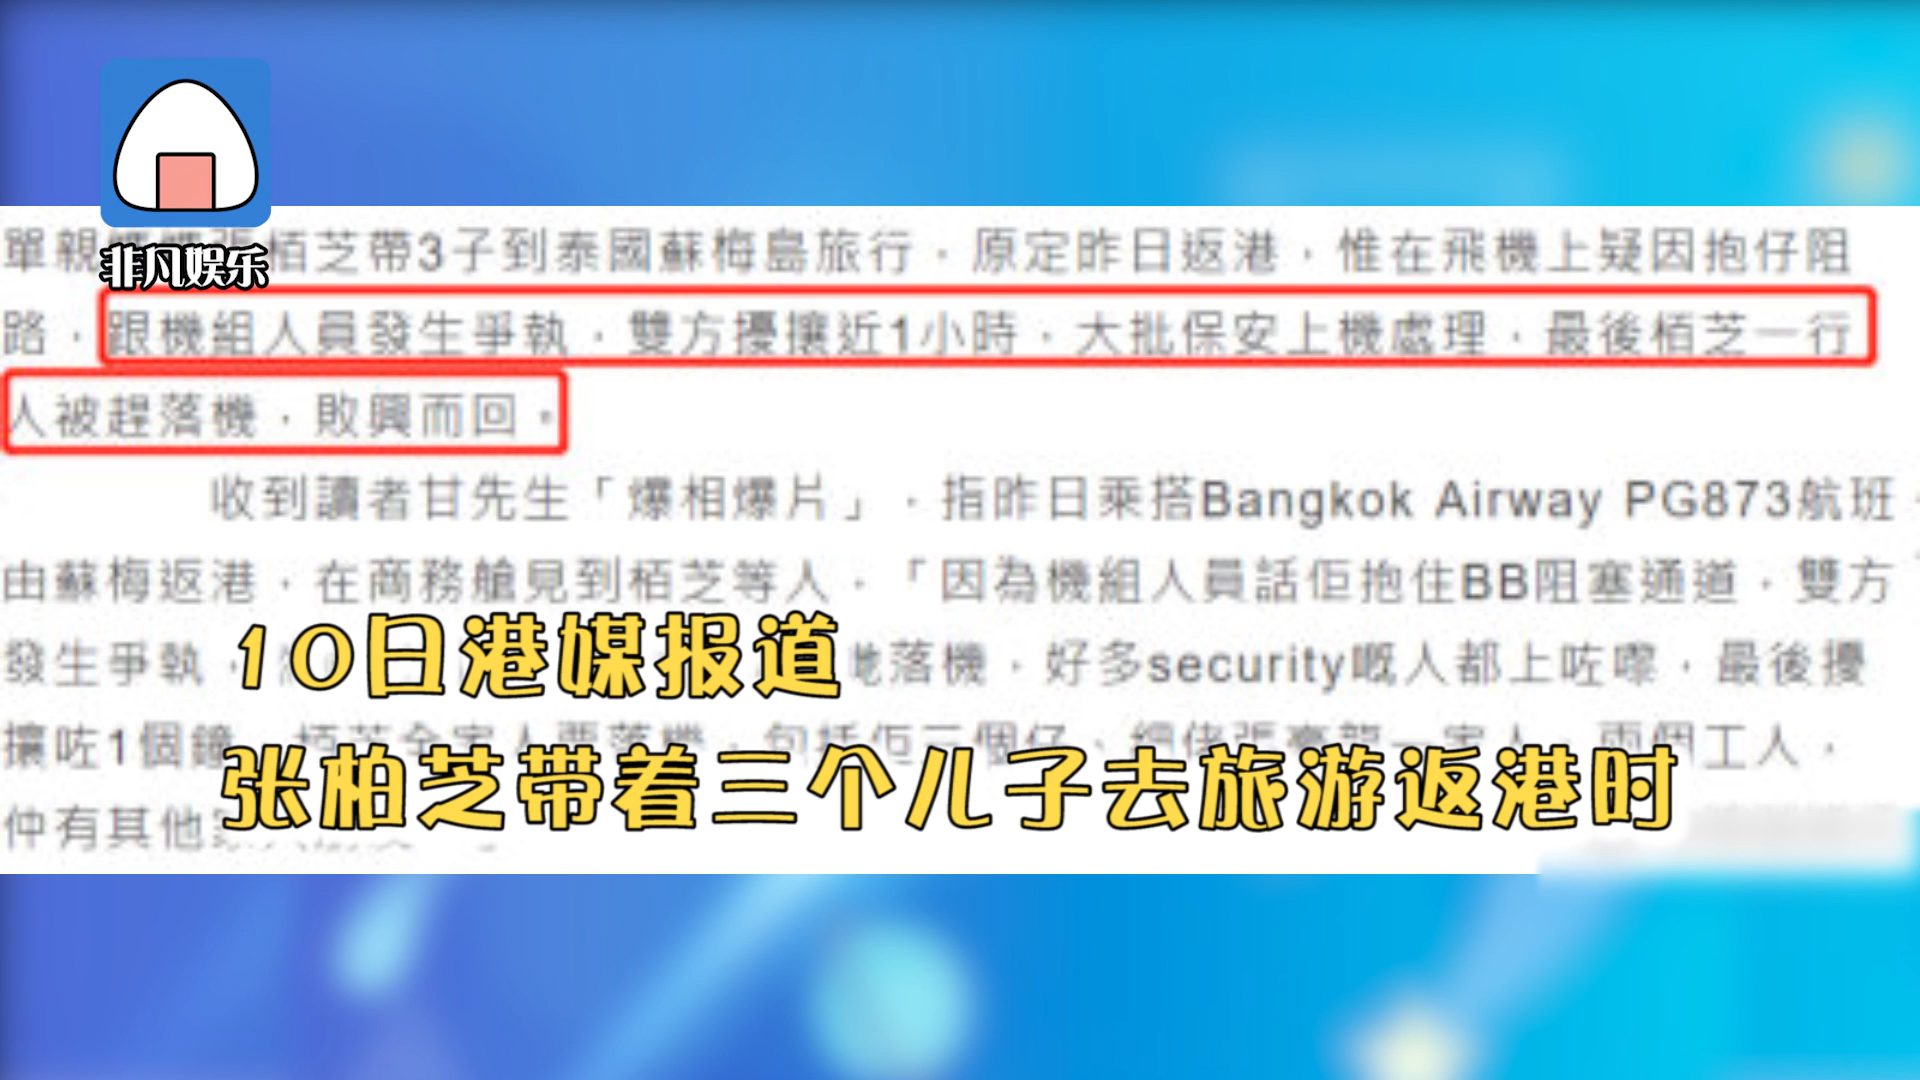 非凡娱乐
單親
栢芝帶3子到泰國蘇梅島旅行,原定昨日返港,惟在飛機上疑因抱仔阻
路,跟機組人員發生爭執,雙方擾攘近1小時,大批保安上機處理,最後栢芝一行
人被趕落機,敗興而回。
收到讀者甘先生「爆相爆片」,指昨日乘搭Bangkok Airway PG873航班,
由蘇梅返港,在商務艙見到栢芝等人,「因為機組人員話佢抱住BB阻塞通道,雙方
發生爭執,
地落機,好多security嘅人都上咗嚟,最後擾
10日港媒报道
攘咗1個鐘
工人,
张柏芝带着三个儿子去旅游返港时
仲有其他